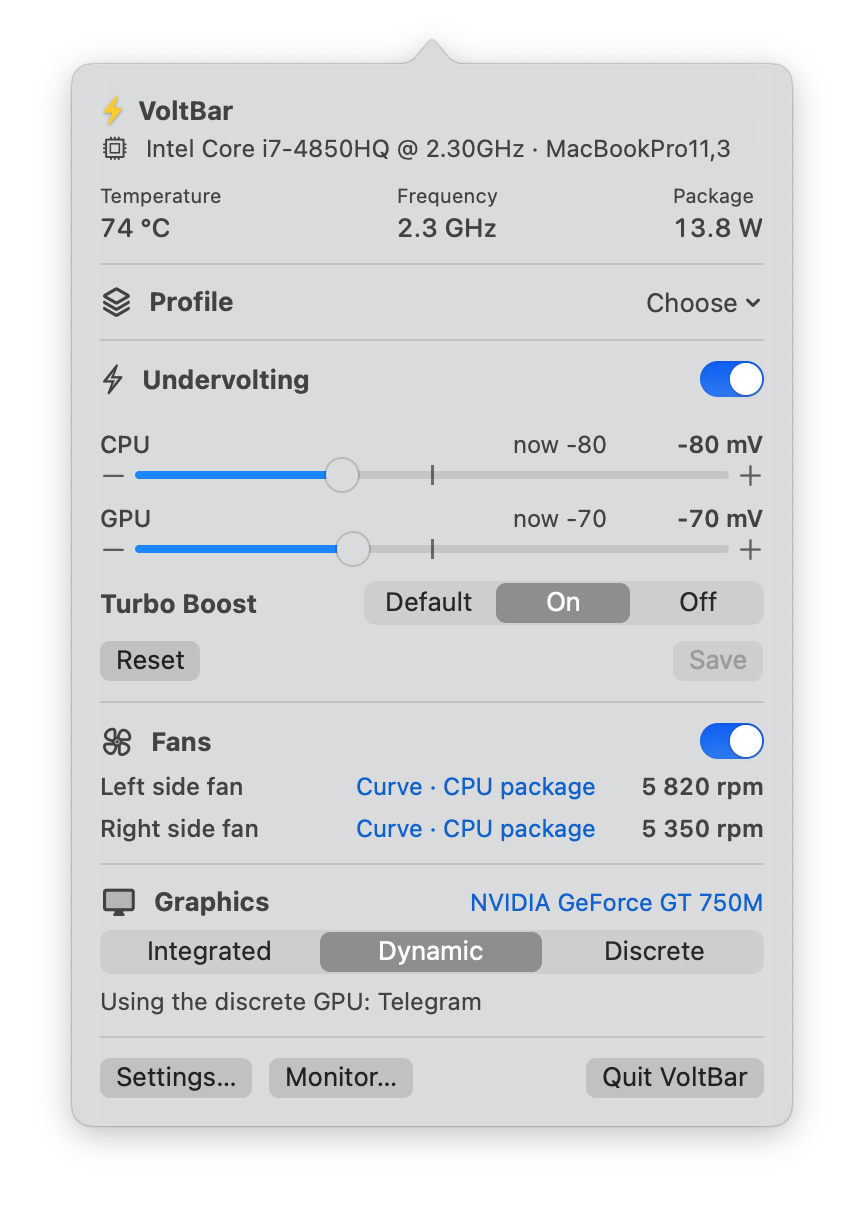 VoltBar
Intel Core i7-4850HQ @ 2.30GHz · MacBookPro11,3
Temperature Frequency Package
74 °C 2.3 GHz 13.8 W
Profile Choose
Undervolting
CPU now -80 -80 mV
GPU now -70 -70 mV
Turbo Boost Default On Off
Reset Save
Fans
Left side fan Curve · CPU package 5 820 rpm
Right side fan Curve · CPU package 5 350 rpm
Graphics NVIDIA GeForce GT 750M
Integrated Dynamic Discrete
Using the discrete GPU: Telegram
Settings... Monitor... Quit VoltBar